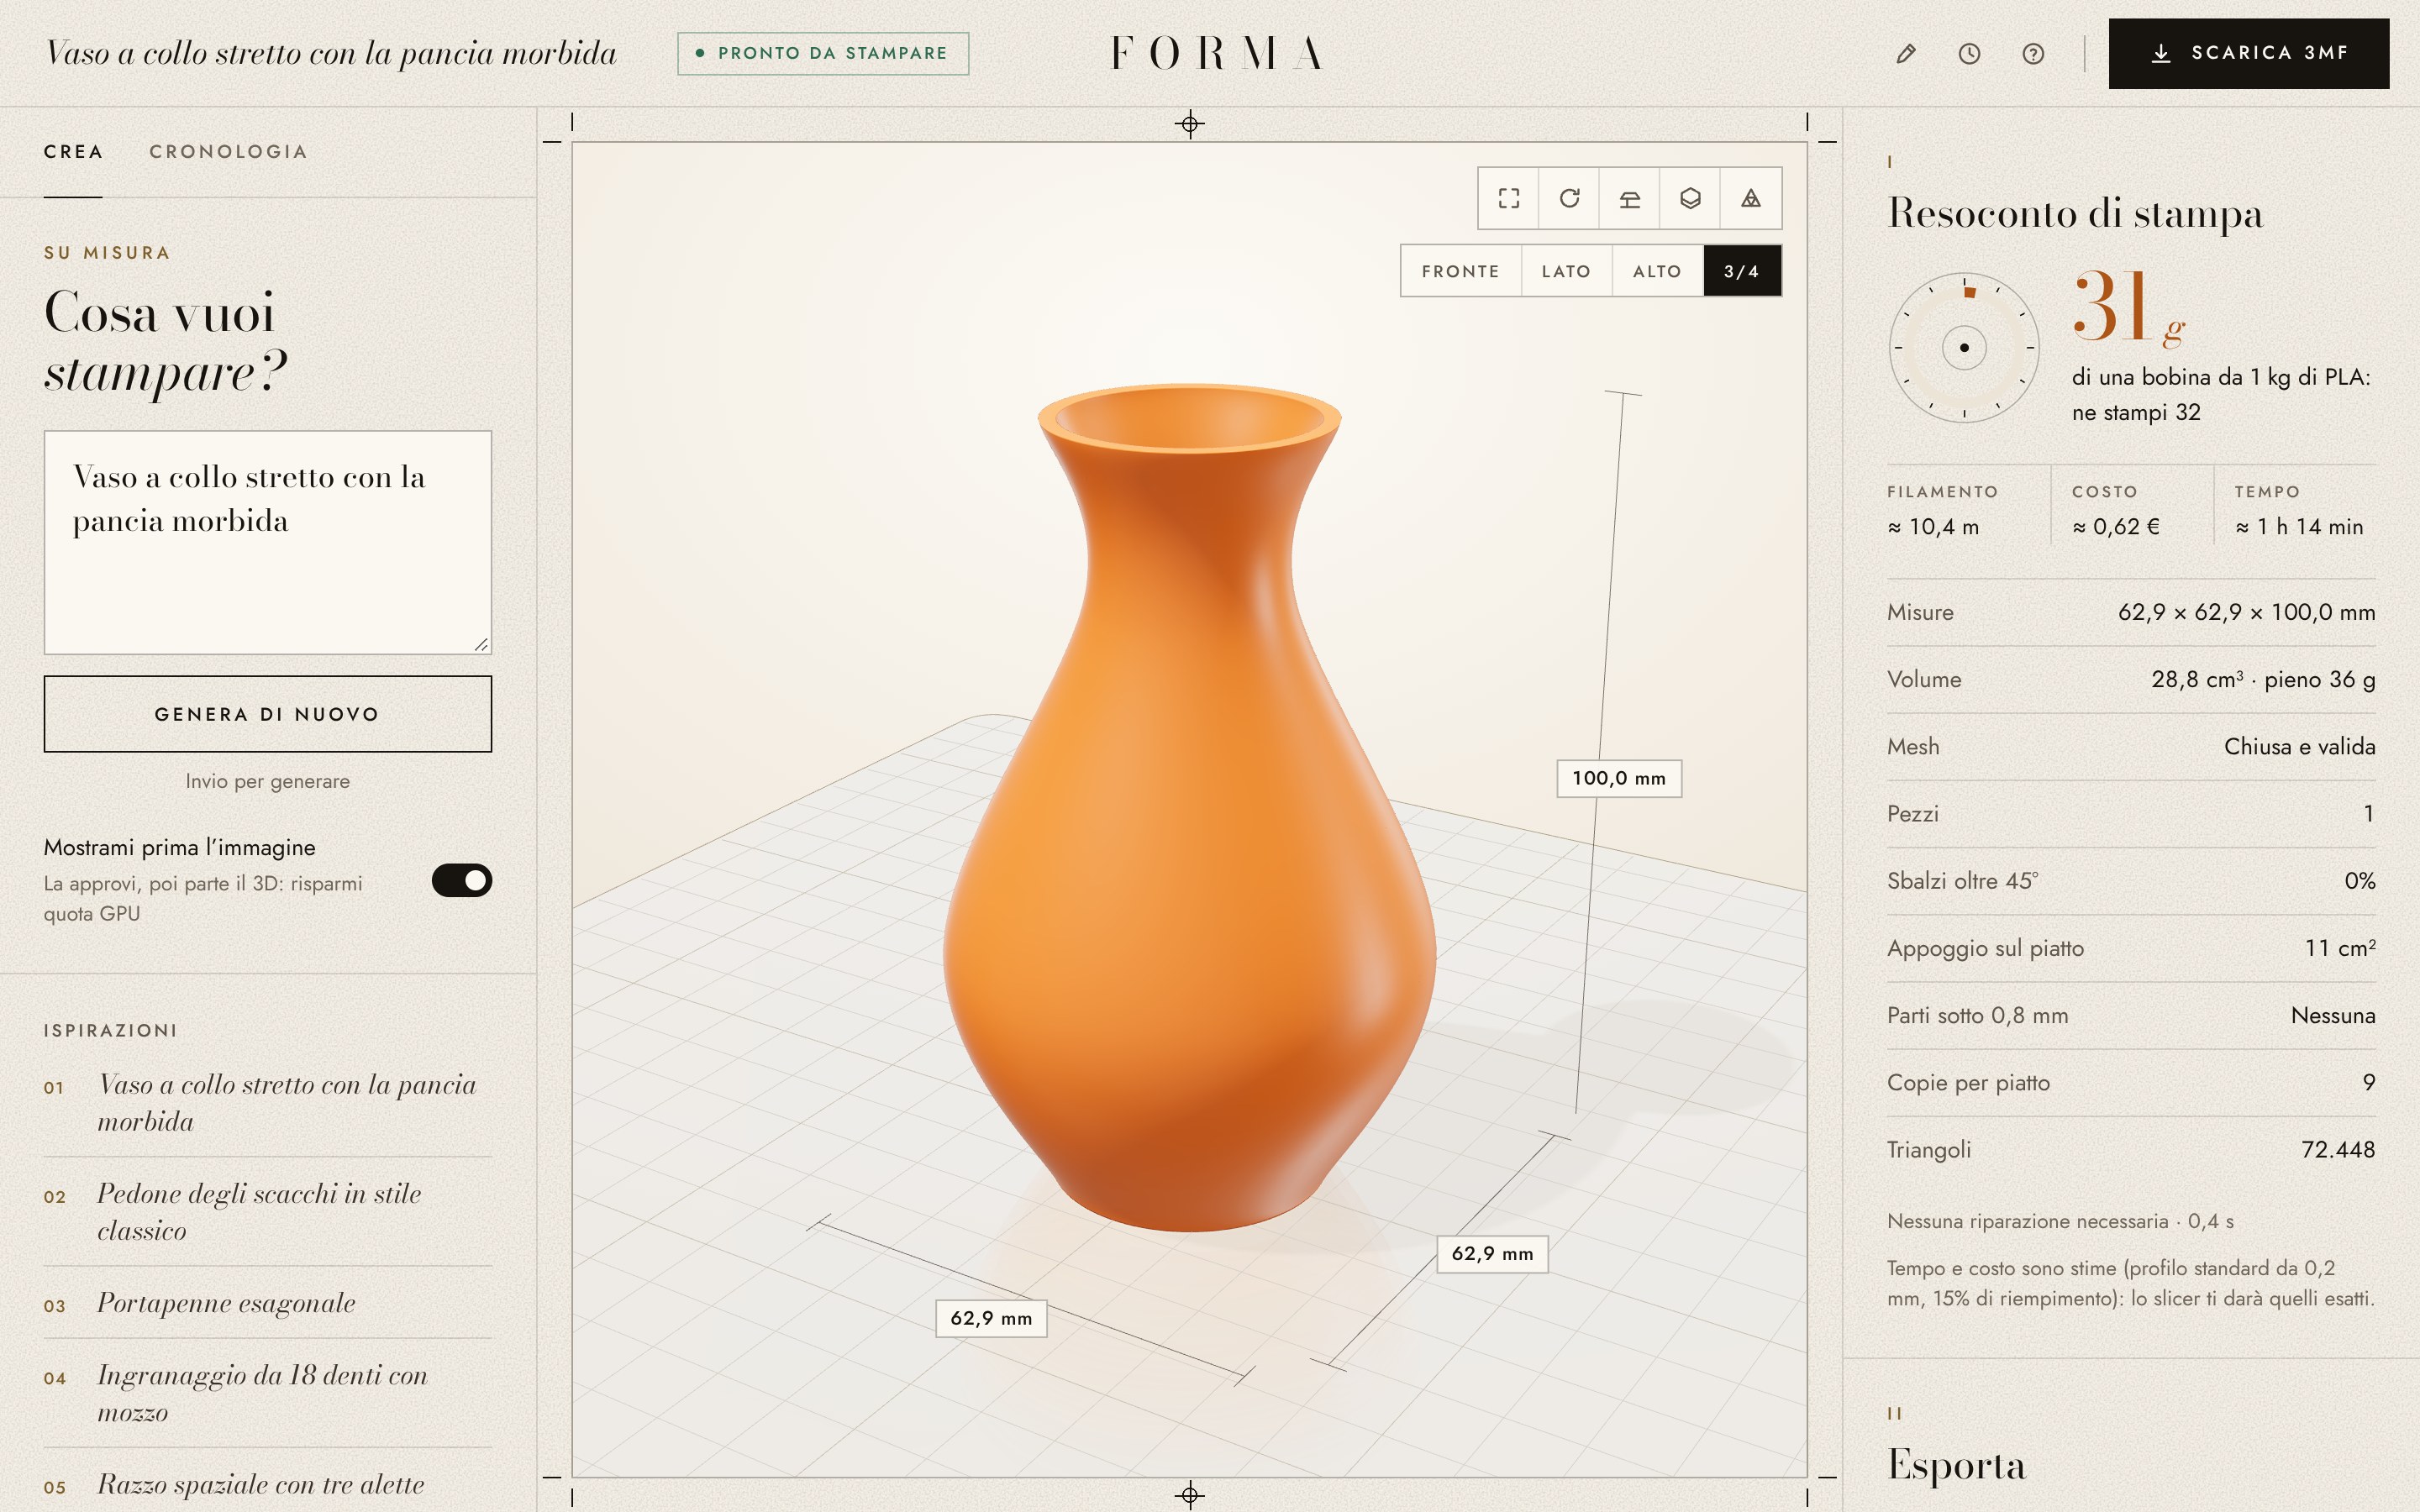 Vaso a collo stretto con la pancia morbida
PRONTO DA STAMPARE
FORMA
SCARICA 3MF
CREA
CRONOLOGIA
SU MISURA
Cosa vuoi
stampare?
Vaso a collo stretto con la
pancia morbida
GENERA DI NUOVO
Invio per generare
Mostrami prima l’immagine
La approvi, poi parte il 3D: risparmi
quota GPU
ISPIRAZIONI
01 Vaso a collo stretto con la pancia
morbida
02 Pedone degli scacchi in stile
classico
03 Portapenne esagonale
04 Ingranaggio da 18 denti con
mozzo
05 Razzo spaziale con tre alette
FRONTE LATO ALTO 3/4
100,0 mm
62,9 mm
62,9 mm
I
Resoconto di stampa
31 g
di una bobina da 1 kg di PLA:
ne stampi 32
FILAMENTO COSTO TEMPO
≈ 10,4 m ≈ 0,62 € ≈ 1 h 14 min
Misure 62,9 × 62,9 × 100,0 mm
Volume 28,8 cm³ · pieno 36 g
Mesh Chiusa e valida
Pezzi 1
Sbalzi oltre 45° 0%
Appoggio sul piatto 11 cm²
Parti sotto 0,8 mm Nessuna
Copie per piatto 9
Triangoli 72.448
Nessuna riparazione necessaria · 0,4 s
Tempo e costo sono stime (profilo standard da 0,2
mm, 15% di riempimento): lo slicer ti darà quelli esatti.
II
Esporta